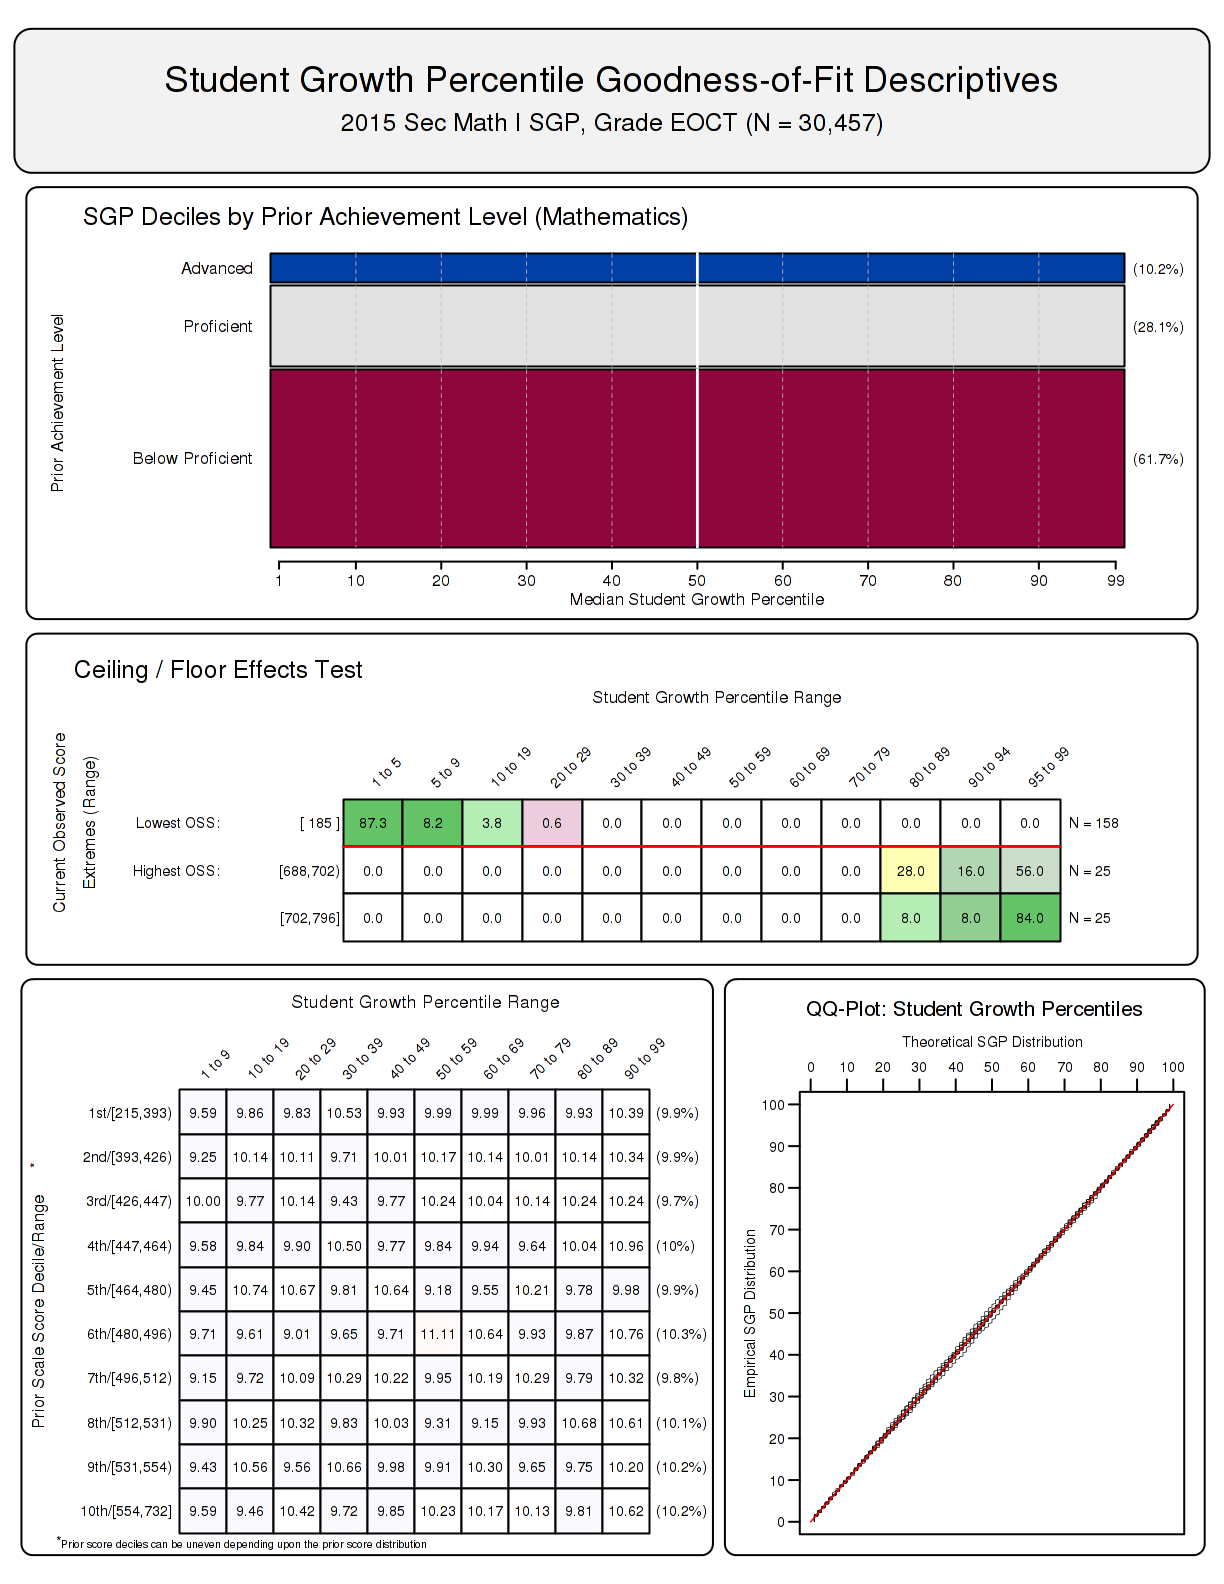 Student Growth Percentile Goodness-of-Fit Descriptives
2015 Sec Math I SGP, Grade EOCT (N = 30,457)
SGP Deciles by Prior Achievement Level (Mathematics)
Prior Achievement Level
Advanced (10.2%)
Proficient (28.1%)
Below Proficient (61.7%)
1 10 20 30 40 50 60 70 80 90 99
Median Student Growth Percentile
Ceiling / Floor Effects Test
Student Growth Percentile Range
Current Observed Score
Extremes (Range)
1 to 5 5 to 9 10 to 19 20 to 29 30 to 39 40 to 49 50 to 59 60 to 69 70 to 79 80 to 89 90 to 94 95 to 99
Lowest OSS: [ 185 ] 87.3 8.2 3.8 0.6 0.0 0.0 0.0 0.0 0.0 0.0 0.0 0.0 N = 158
Highest OSS: [688,702) 0.0 0.0 0.0 0.0 0.0 0.0 0.0 0.0 0.0 28.0 16.0 56.0 N = 25
[702,796] 0.0 0.0 0.0 0.0 0.0 0.0 0.0 0.0 0.0 8.0 8.0 84.0 N = 25
Student Growth Percentile Range
Prior Scale Score Decile/Range *
1 to 9 10 to 19 20 to 29 30 to 39 40 to 49 50 to 59 60 to 69 70 to 79 80 to 89 90 to 99
1st/[215,393) 9.59 9.86 9.83 10.53 9.93 9.99 9.99 9.96 9.93 10.39 (9.9%)
2nd/[393,426) 9.25 10.14 10.11 9.71 10.01 10.17 10.14 10.01 10.14 10.34 (9.9%)
3rd/[426,447) 10.00 9.77 10.14 9.43 9.77 10.24 10.04 10.14 10.24 10.24 (9.7%)
4th/[447,464) 9.58 9.84 9.90 10.50 9.77 9.84 9.94 9.64 10.04 10.96 (10%)
5th/[464,480) 9.45 10.74 10.67 9.81 10.64 9.18 9.55 10.21 9.78 9.98 (9.9%)
6th/[480,496) 9.71 9.61 9.01 9.65 9.71 11.11 10.64 9.93 9.87 10.76 (10.3%)
7th/[496,512) 9.15 9.72 10.09 10.29 10.22 9.95 10.19 10.29 9.79 10.32 (9.8%)
8th/[512,531) 9.90 10.25 10.32 9.83 10.03 9.31 9.15 9.93 10.68 10.61 (10.1%)
9th/[531,554) 9.43 10.56 9.56 10.66 9.98 9.91 10.30 9.65 9.75 10.20 (10.2%)
10th/[554,732] 9.59 9.46 10.42 9.72 9.85 10.23 10.17 10.13 9.81 10.62 (10.2%)
*Prior score deciles can be uneven depending upon the prior score distribution
QQ-Plot: Student Growth Percentiles
Theoretical SGP Distribution
0 10 20 30 40 50 60 70 80 90 100
Empirical SGP Distribution
100
90
80
70
60
50
40
30
20
10
0